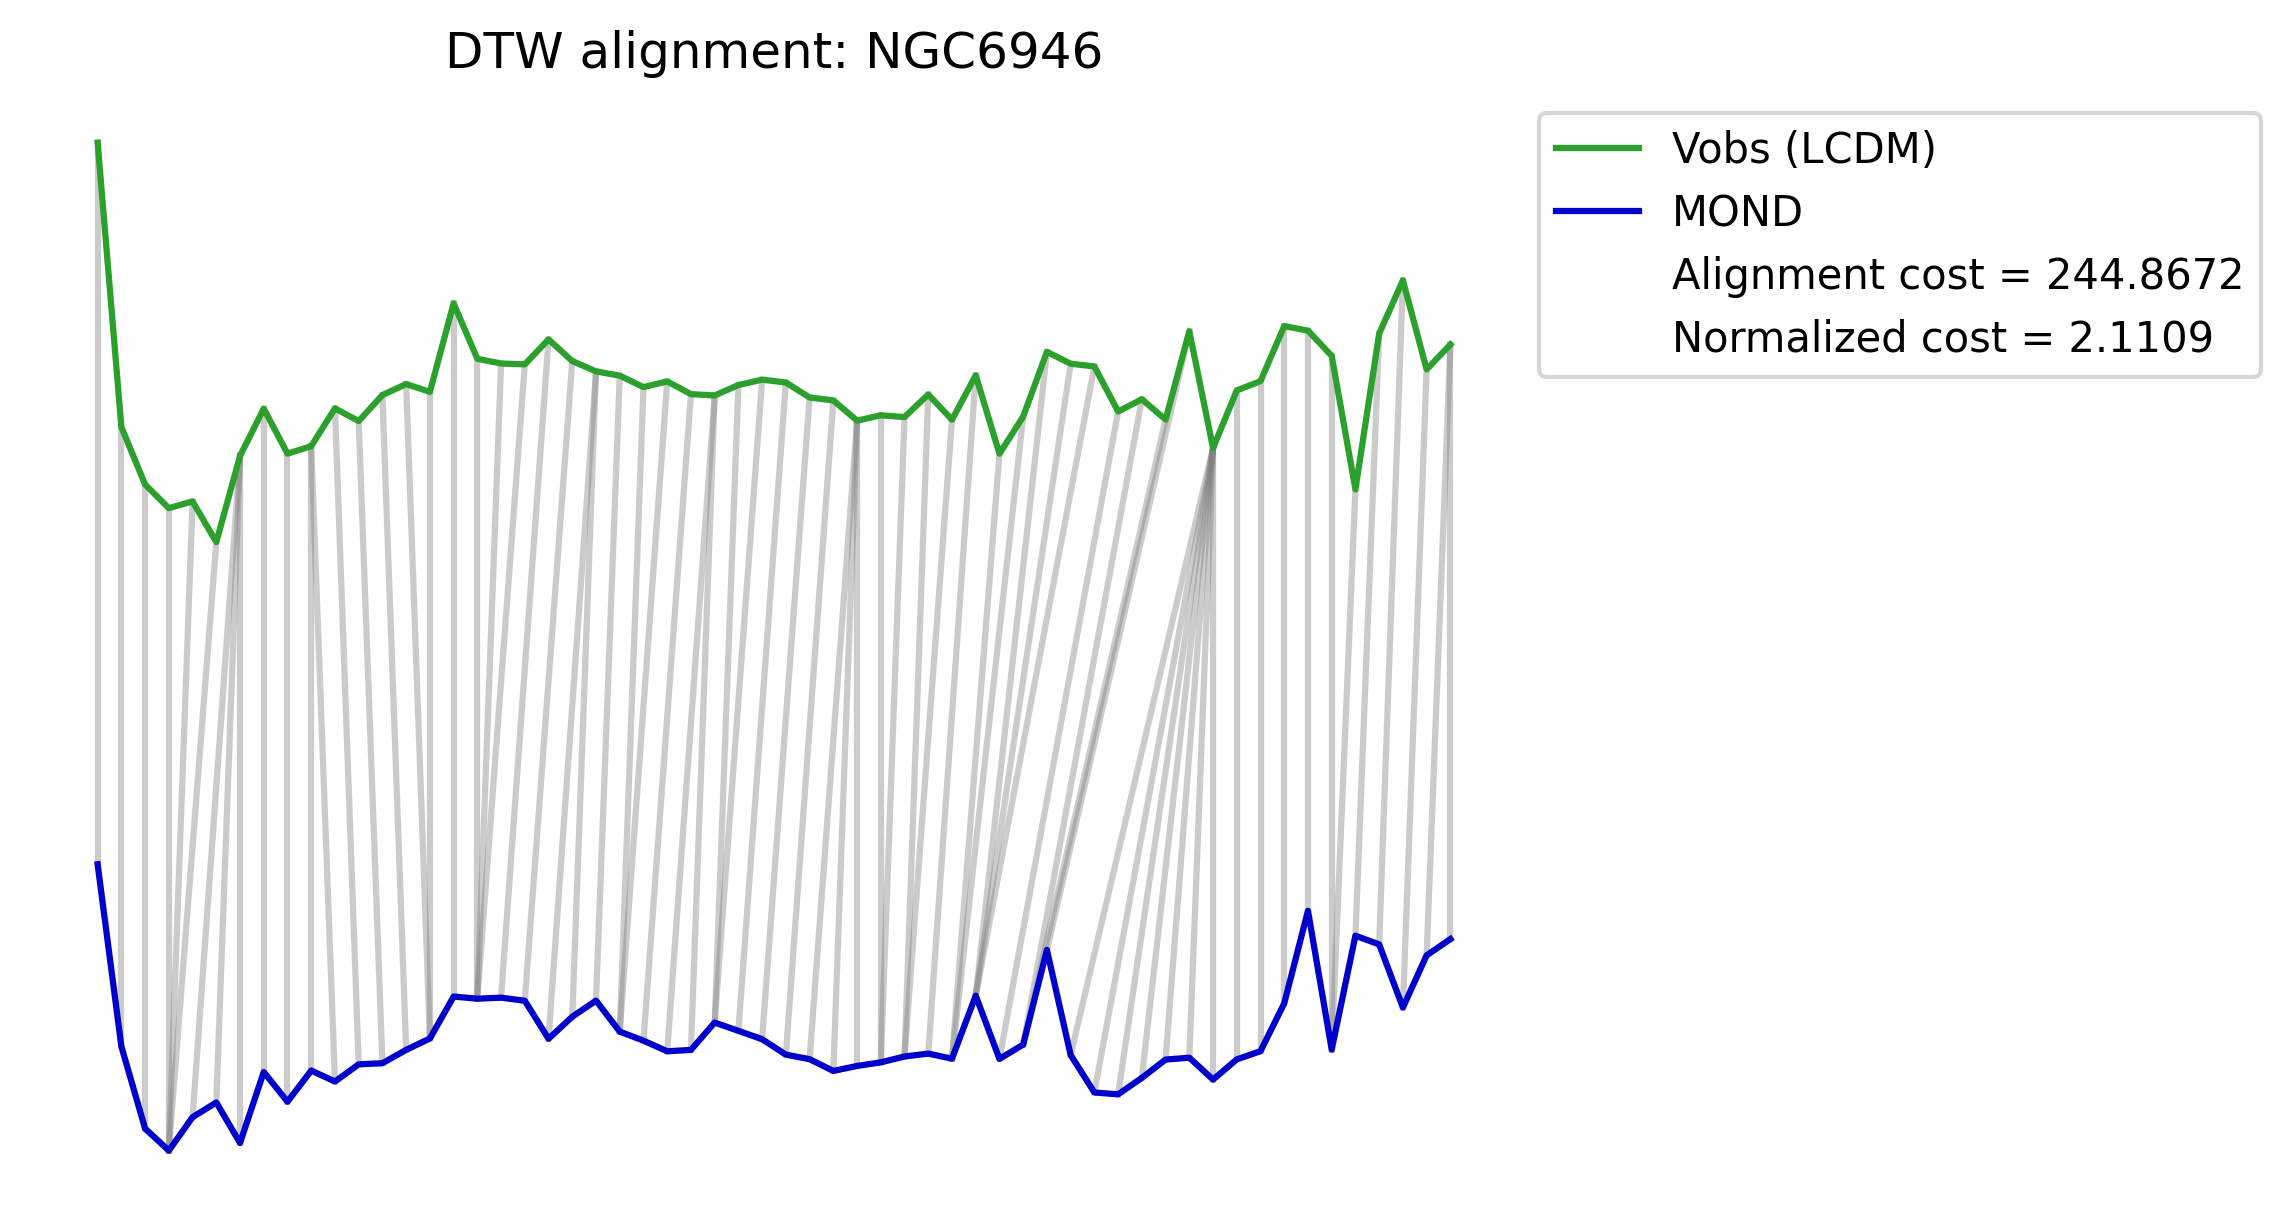 DTW alignment: NGC6946
Vobs (LCDM)
MOND
Alignment cost = 244.8672
Normalized cost = 2.1109